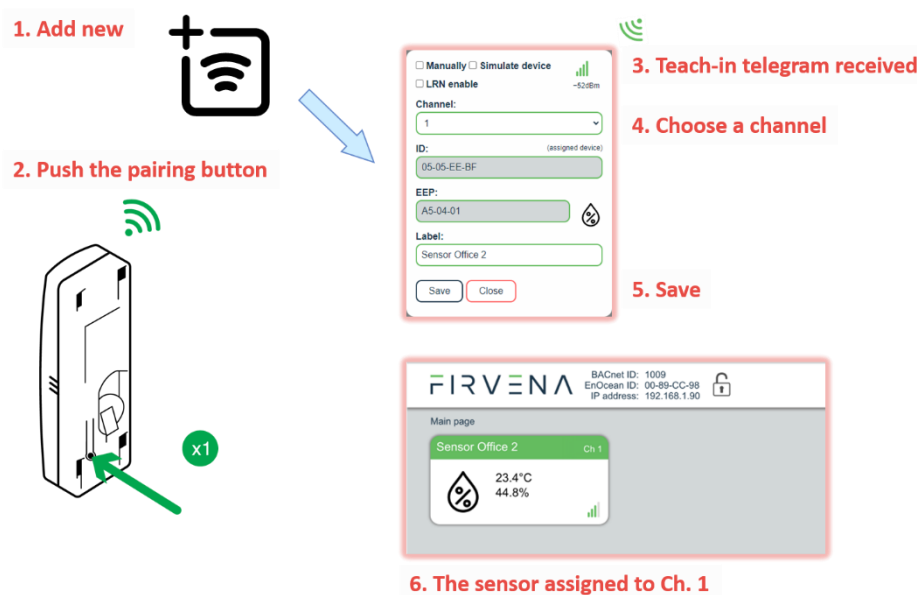 1. Add new
2. Push the pairing button
x1
Manually Simulate device
LRN enable
-52dBm
Channel:
1
ID: (assigned device)
05-05-EE-BF
EEP:
A5-04-01
%
Label:
Sensor Office 2
Save Close
3. Teach-in telegram received
4. Choose a channel
5. Save
FIRVENA
BACnet ID: 1009
EnOcean ID: 00-89-CC-98
IP address: 192.168.1.90
Main page
Sensor Office 2 Ch 1
%
23.4°C
44.8%
6. The sensor assigned to Ch. 1